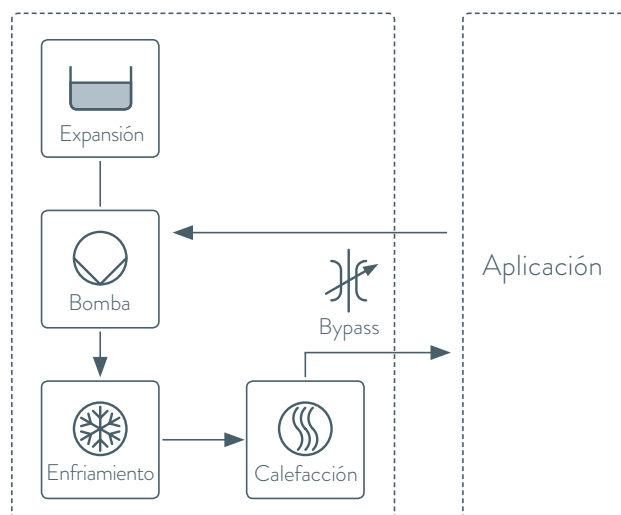 Expansión
Bomba
Aplicación
Bypass
Enfriamiento
Calefacción